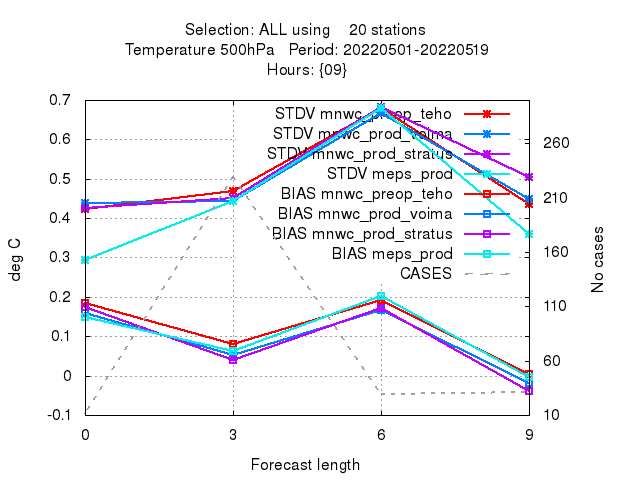 Selection: ALL using 20 stations
Temperature 500hPa Period: 20220501-20220519
Hours: {09}
0.7
0.6
0.5
0.4
0.3
0.2
0.1
0
-0.1
deg C
STDV mnwc_preop_teho
STDV mnwc_prod_voima
STDV mnwc_prod_stratus
STDV meps_prod
BIAS mnwc_preop_teho
BIAS mnwc_prod_voima
BIAS mnwc_prod_stratus
BIAS meps_prod
CASES
260
210
160
110
60
10
No cases
0 3 6 9
Forecast length